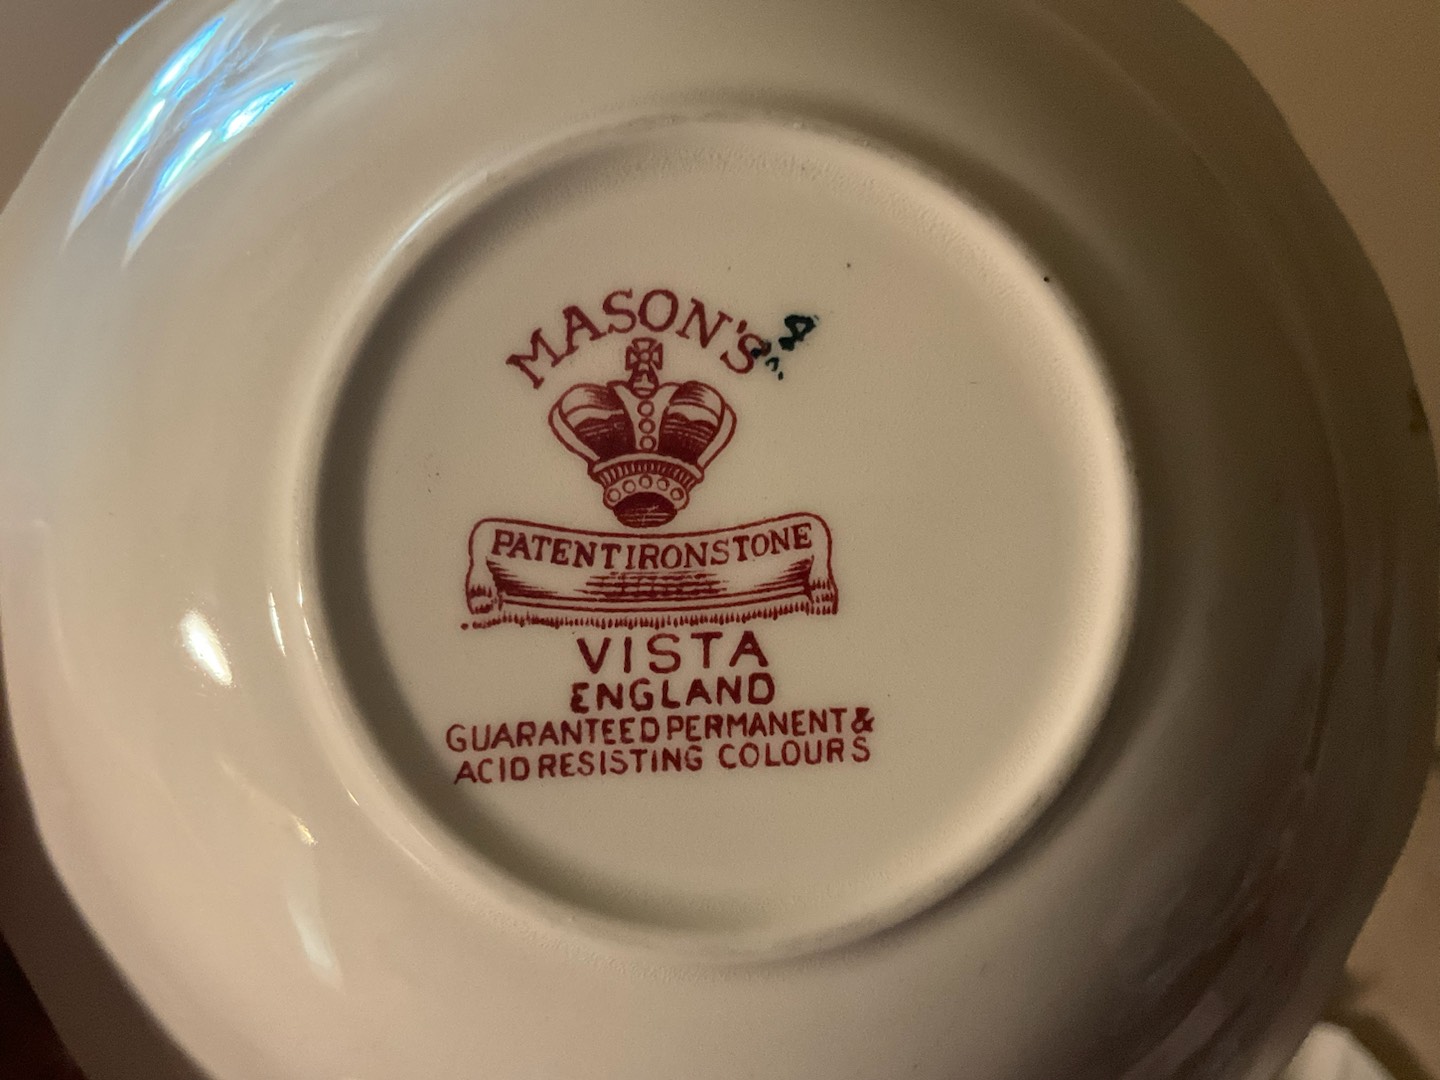 MASON'S
PATENT IRONSTONE
VISTA
ENGLAND
GUARANTEED PERMANENT &
ACID RESISTING COLOURS